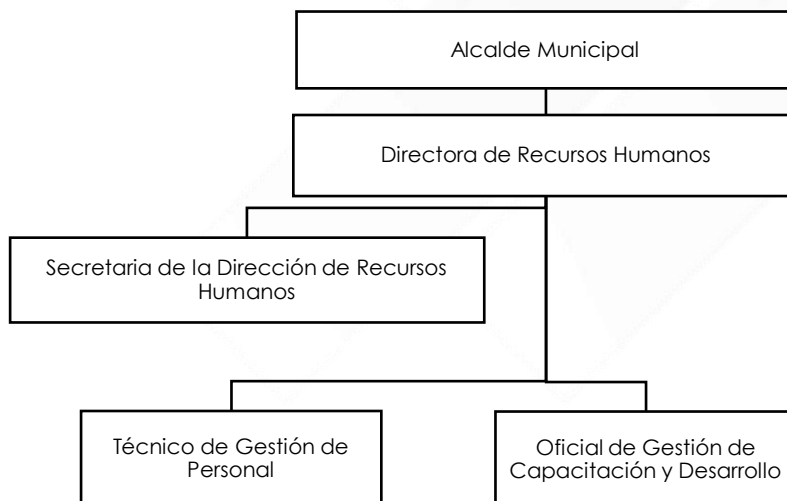 Alcalde Municipal
Directora de Recursos Humanos
Secretaria de la Dirección de Recursos
Humanos
Técnico de Gestión de
Personal
Oficial de Gestión de
Capacitación y Desarrollo